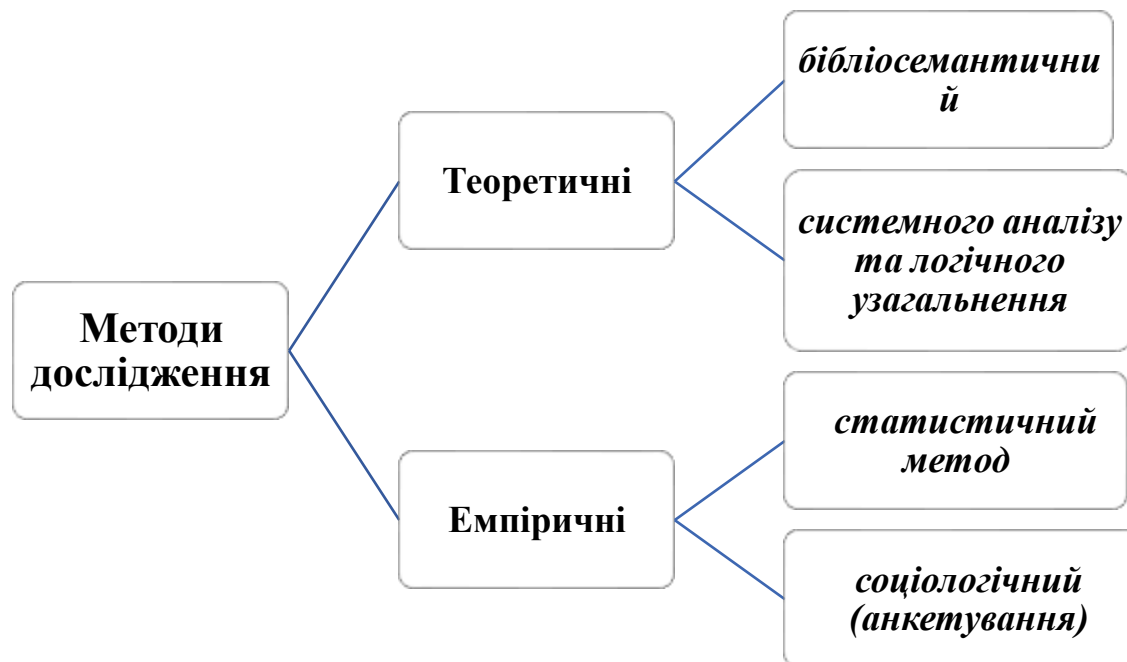 Методи
дослідження
Теоретичні
бібліосемантични
й
системного аналізу
та логічного
узагальнення
Емпіричні
статистичний
метод
соціологічний
(анкетування)